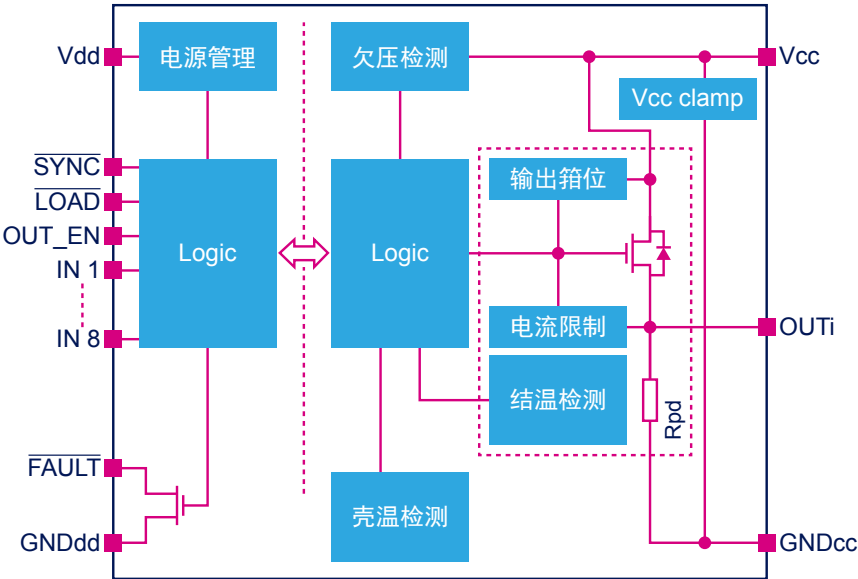 Vdd
电源管理
欠压检测
Vcc
Vcc clamp
SYNC
LOAD
OUT_EN
IN 1
IN 8
Logic
Logic
输出箝位
电流限制
结温检测
OUTi
Rpd
FAULT
壳温检测
GNDdd
GNDcc